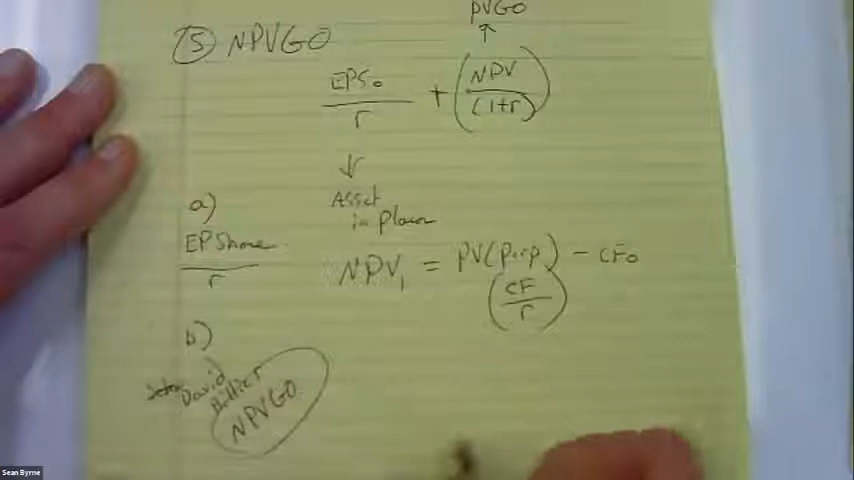 PVGO
↑
⑤ NPVGO
EPS₀ / r + (NPV / (1+r))
↓
Asset
in place
a)
EPShare / r
NPV₁ = PV(perp) - CF₀
(CF / r)
b)
David
NPVGO
Sean Byrne